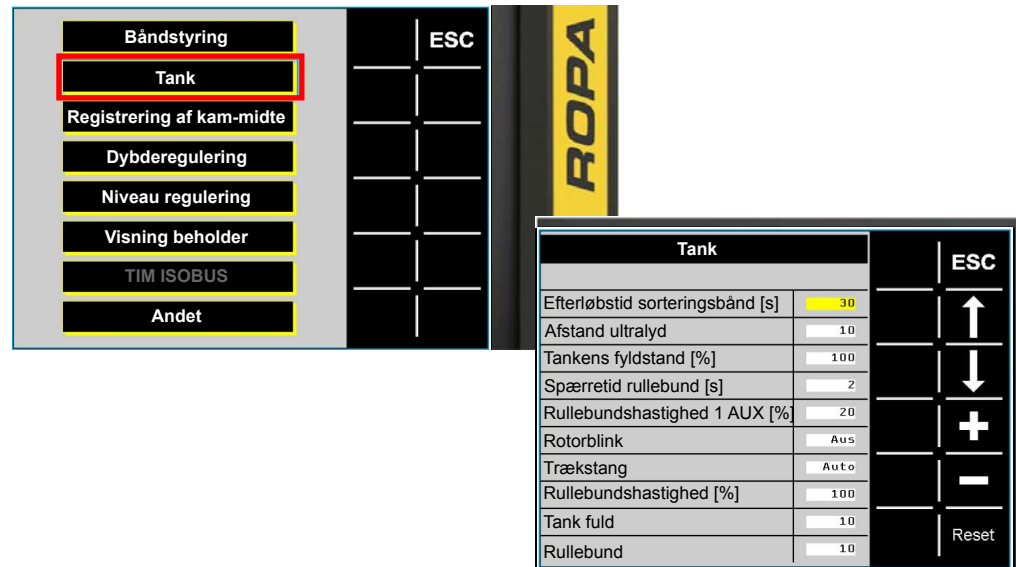 Båndstyring
ESC
Tank
Registrering af kam-midte
Dybderegulering
Niveau regulering
Visning beholder
TIM ISOBUS
Andet
ROPA
Tank
ESC
Efterløbstid sorteringsbånd [s] 30
Afstand ultralyd 10
Tankens fyldstand [%] 100
Spærretid rullebund [s] 2
Rullebundshastighed 1 AUX [%] 20
Rotorblink Aus
Trækstang Auto
Rullebundshastighed [%] 100
Tank fuld 10
Reset
Rullebund 10